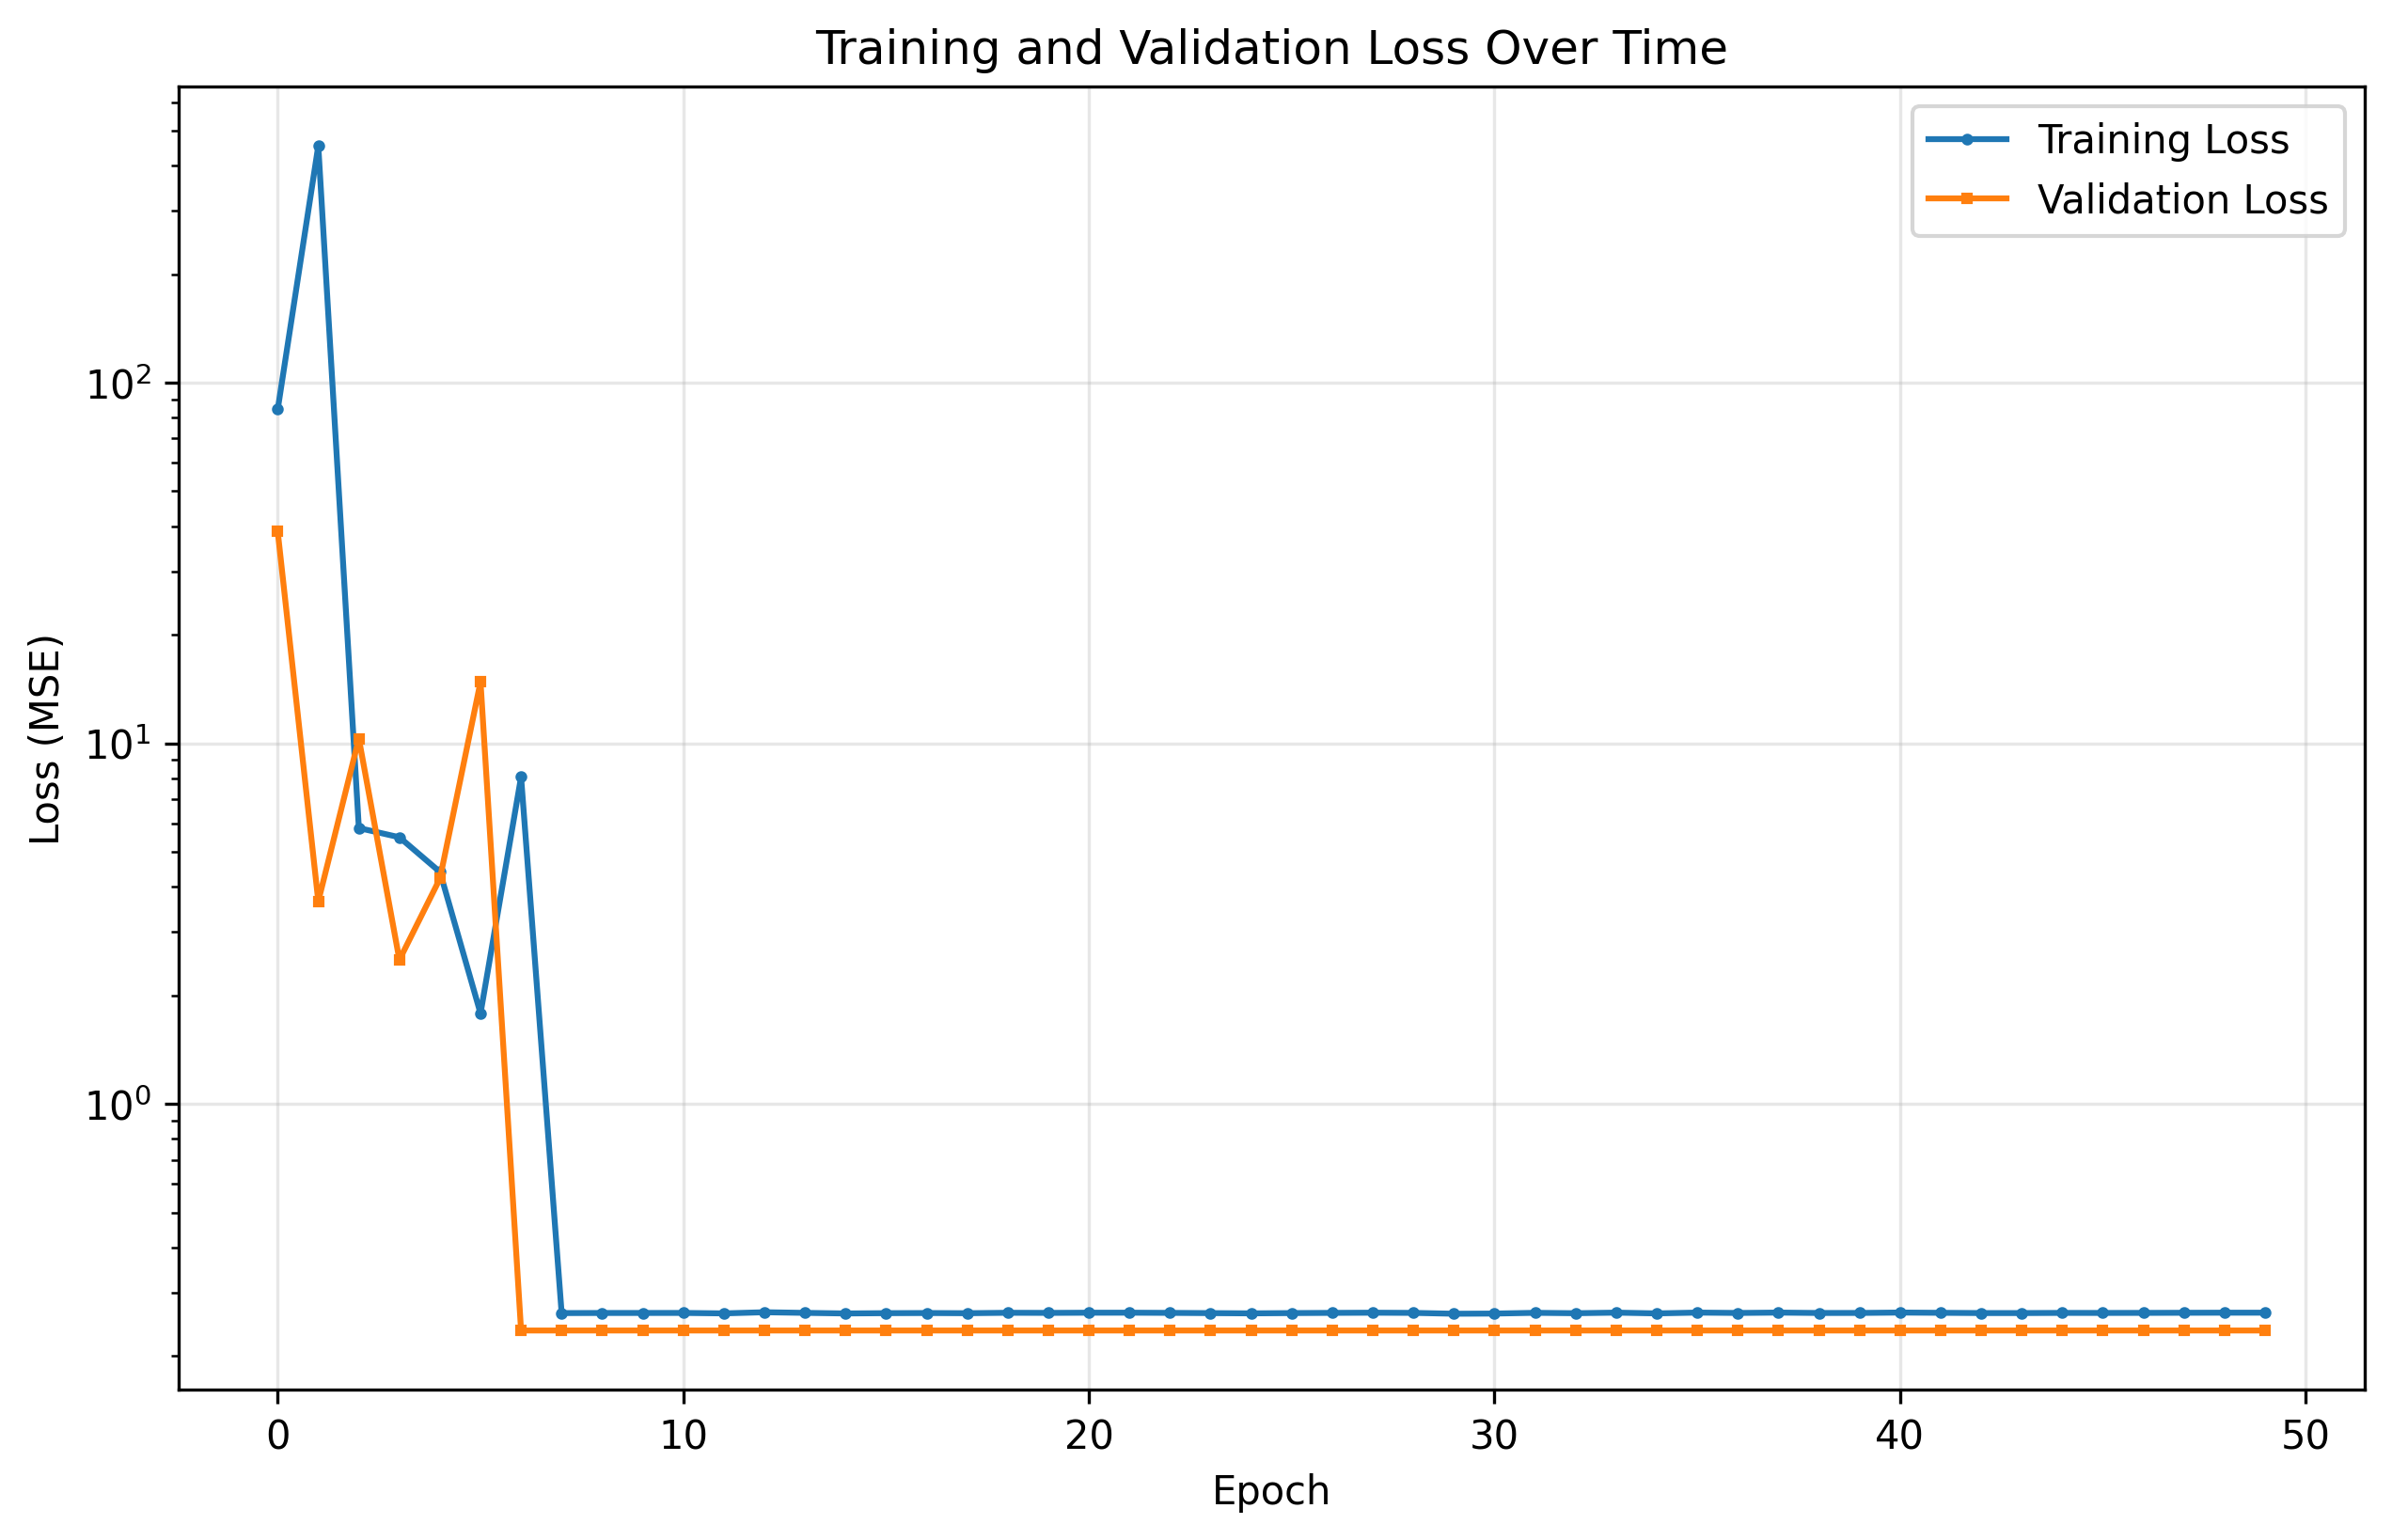 Training and Validation Loss Over Time
Training Loss
Validation Loss
Loss (MSE)
10²
10¹
10⁰
0 10 20 30 40 50
Epoch